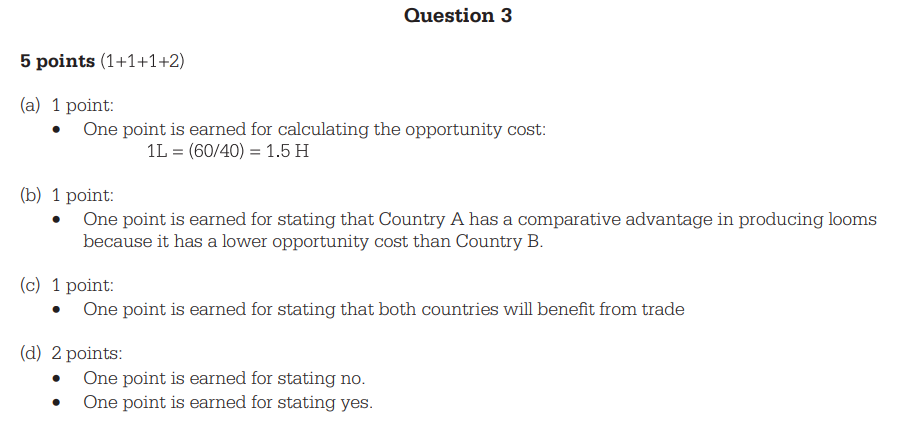 Question 3
5 points (1+1+1+2)
(a) 1 point:
• One point is earned for calculating the opportunity cost:
1L = (60/40) = 1.5 H
(b) 1 point:
• One point is earned for stating that Country A has a comparative advantage in producing looms
because it has a lower opportunity cost than Country B.
(c) 1 point:
• One point is earned for stating that both countries will benefit from trade
(d) 2 points:
• One point is earned for stating no.
• One point is earned for stating yes.